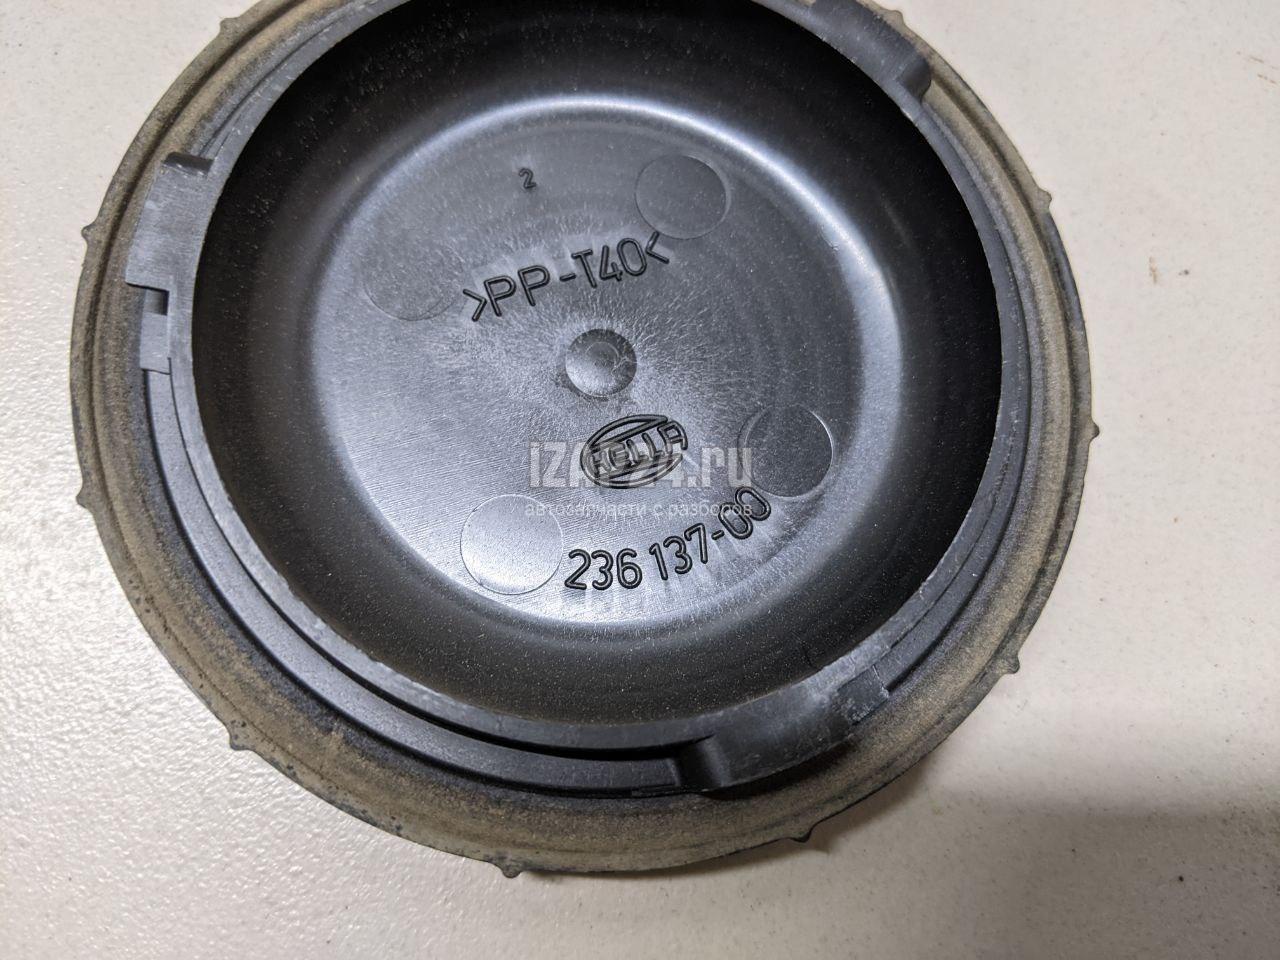 2
>PP-T40<
HELLA
iZAP24.ru
автозапчасти с разборов
236 137-00